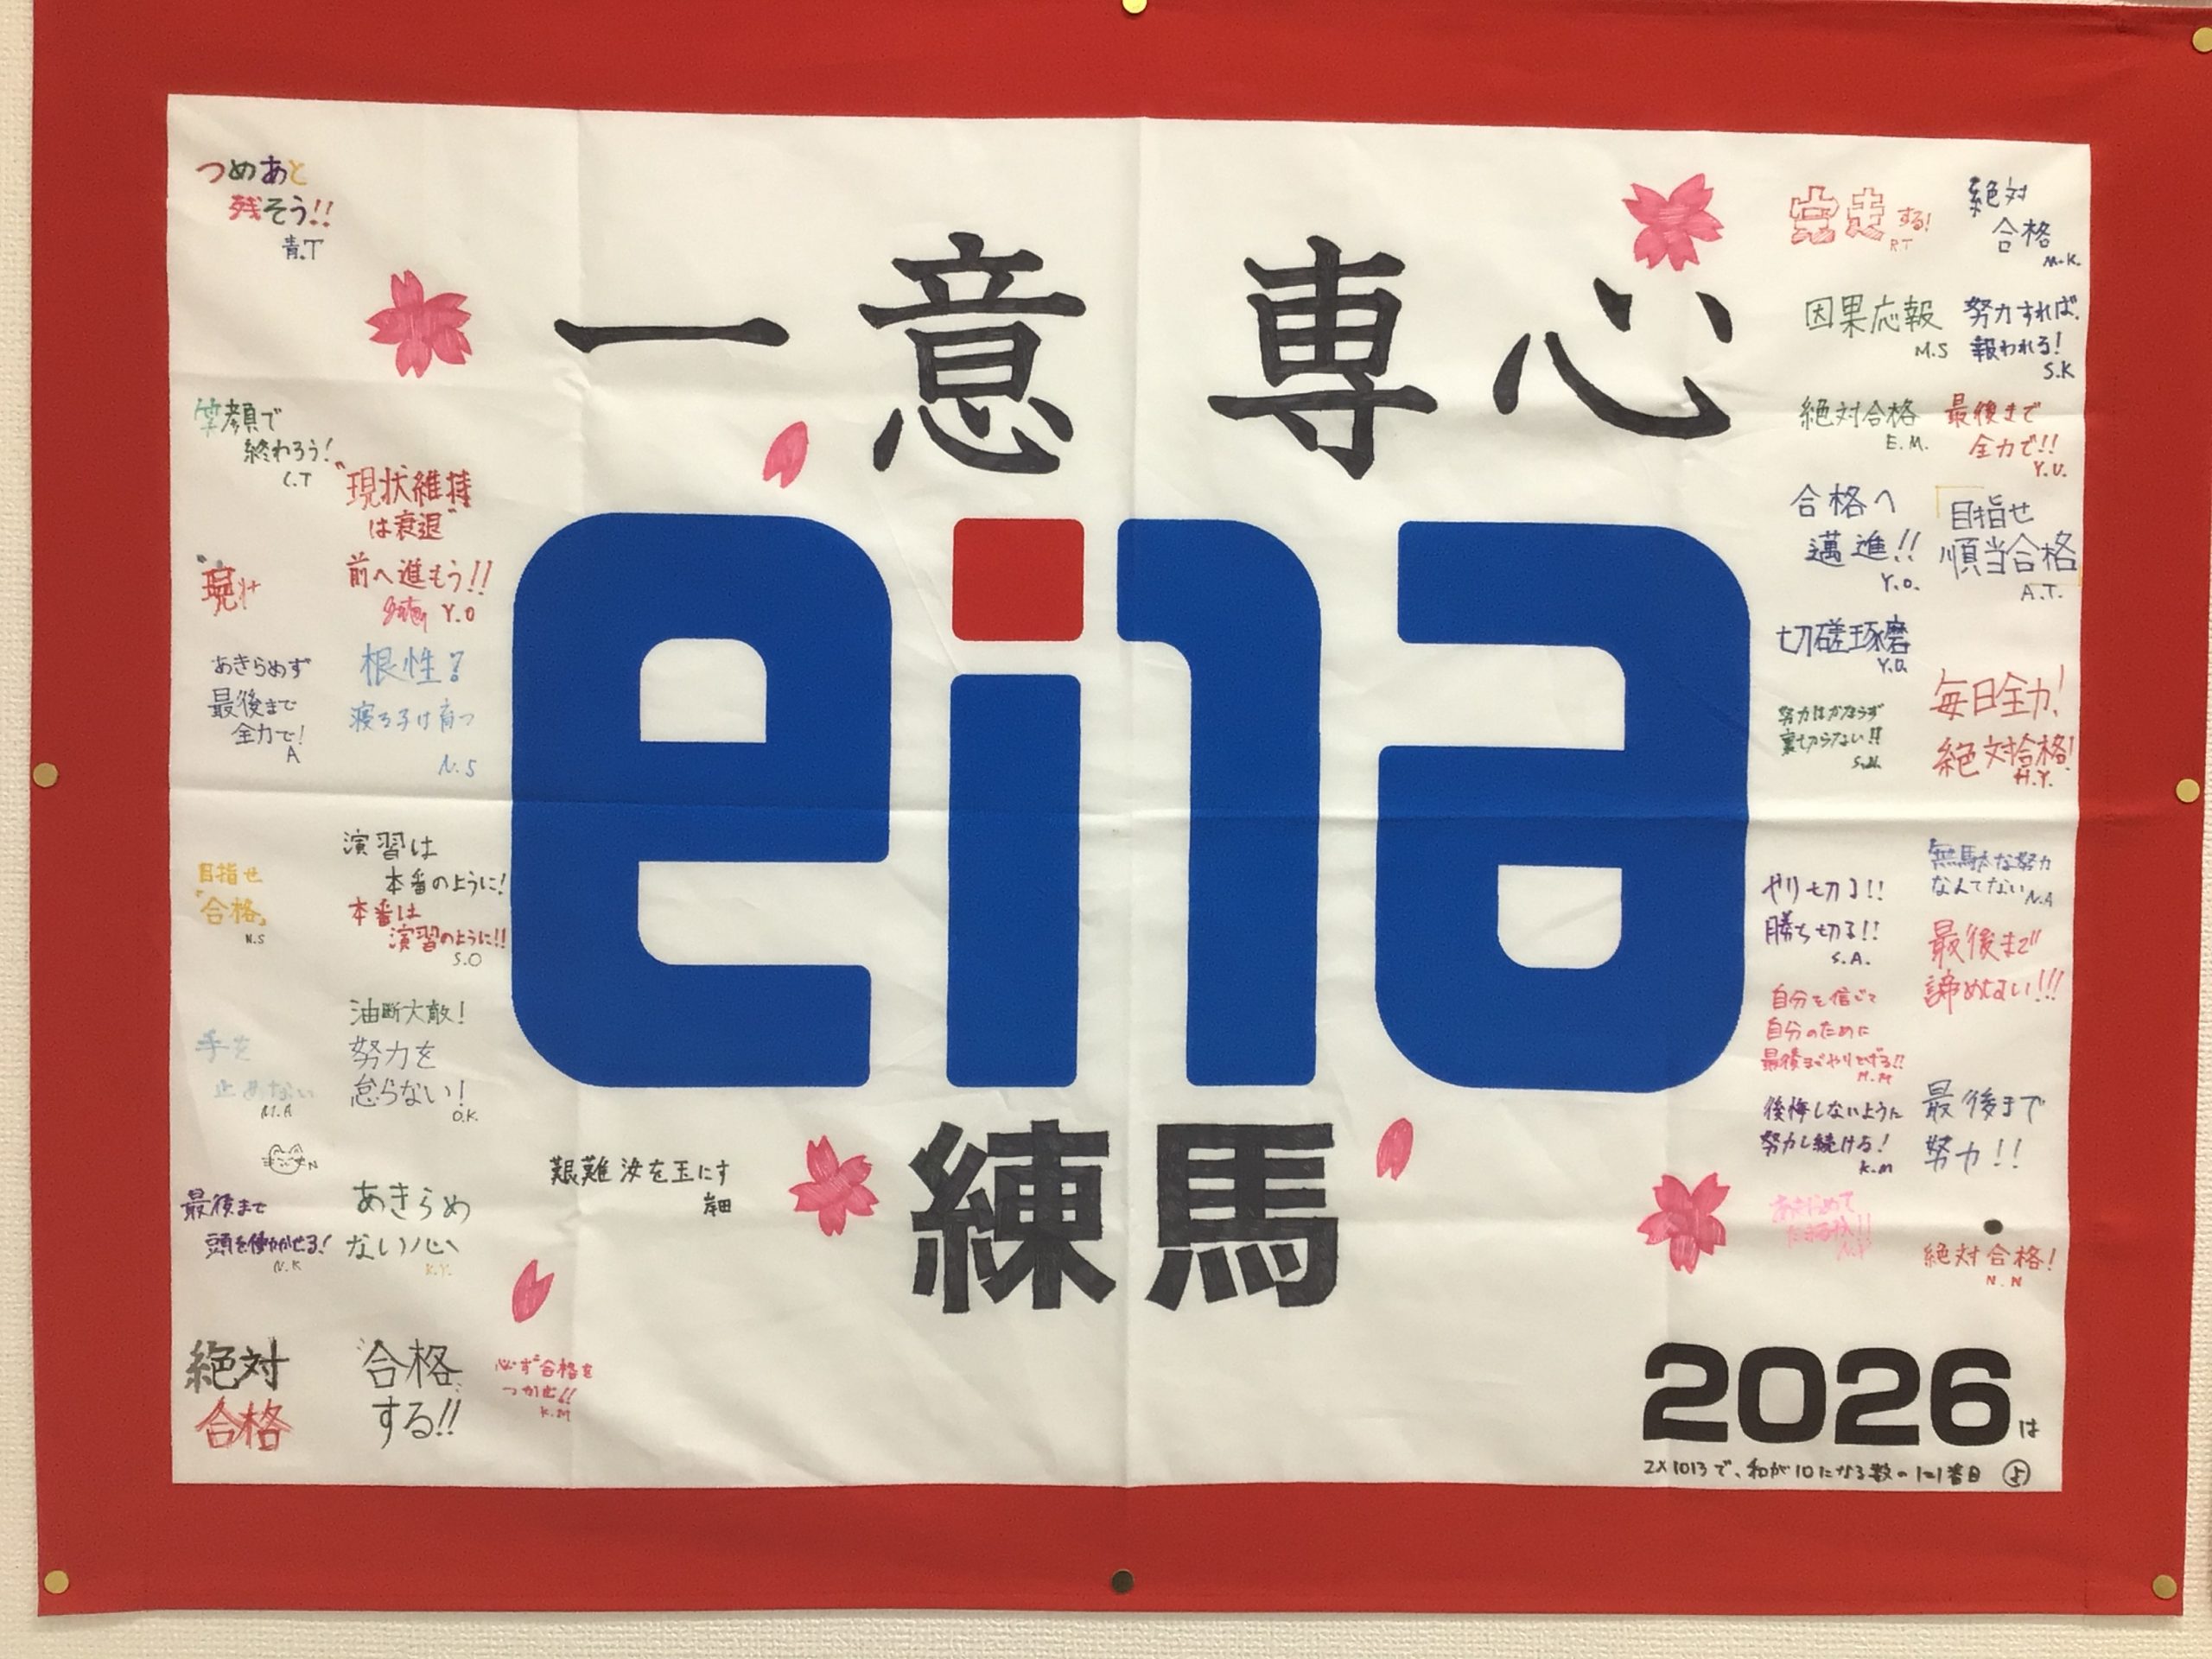 一意専心
ena
練馬
2026は
2×1013で、和が10になる数の
つめあと
残そう!!
青.T
笑顔で
終わろう!
C.T
"現状維持
は衰退"
前へ進もう!!
Y.O
あきらめず
最後まで
全力で!
A
根性
寝る子は育つ
N.S
目指せ
「合格」
N.S
演習は
本番のように!
本番は
演習のように!!
S.O
手を
止めない
M.A
油断大敵!
努力を
怠らない!
O.K.
最後まで
頭を働かせる!
N.K
あきらめ
ない心
K.Y.
絶対
合格
合格
する!!
必ず合格を
つかむ!!
K.M
艱難汝を玉にす
岸田
完走する!
R.T
絶対
合格
M.K.
因果応報
M.S
努力すれば、
報われる!
S.K
絶対合格
E.M.
最後まで
全力で!!
Y.U.
合格へ
邁進!!
Y.O.
目指せ
順当合格
A.T.
切磋琢磨
努力はかならず
裏切らない!!
毎日全力!
絶対合格!
H.Y.
やり切る!!
勝ち切る!!
S.A.
無駄な努力
なんてない
N.A
最後まで
諦めない!!!
自分を信じて
自分のために
最後までやりとげる!!
M.M
後悔しないように
努力し続ける!
K.M
最後まで
努力!!
絶対合格!
N.N